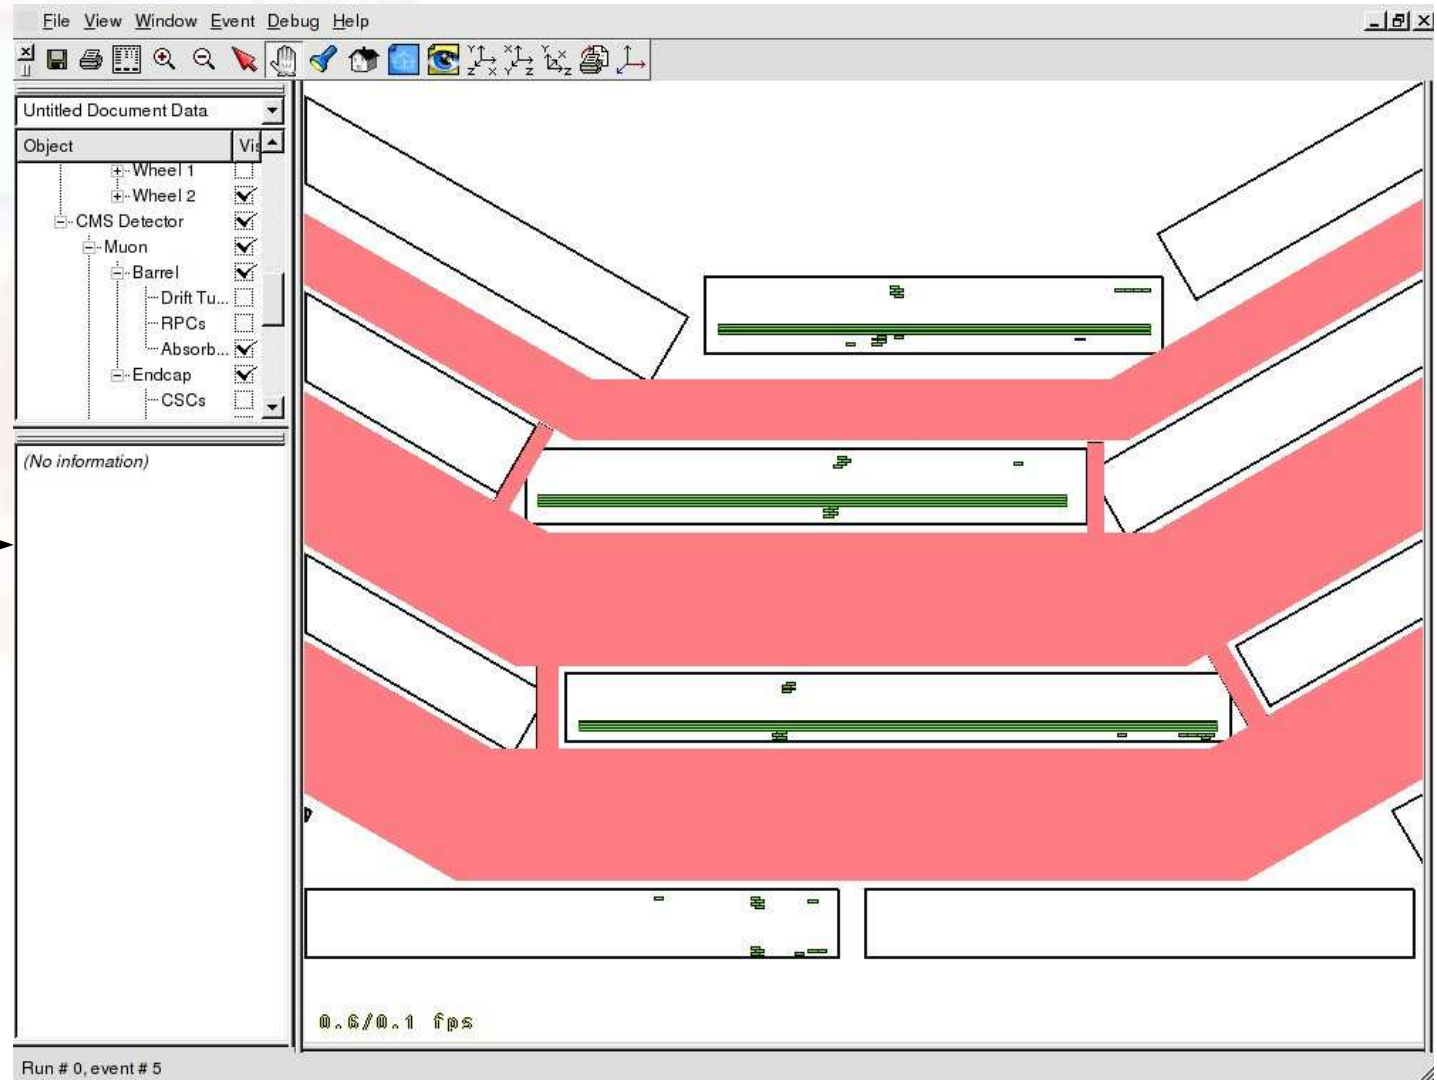 File View Window Event Debug Help
Y X Y X
Z X Y Z Z
Untitled Document Data
Object Vis
Wheel 1
Wheel 2
CMS Detector
Muon
Barrel
Drift Tu...
RPCs
Absorb...
Endcap
CSCs
(No information)
0.6/0.1 fps
Run # 0, event # 5